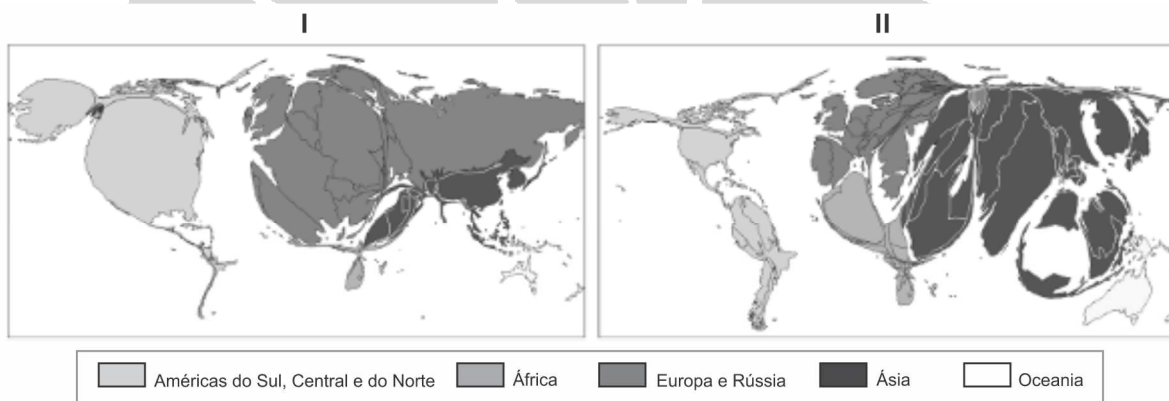 I
II
Américas do Sul, Central e do Norte
África
Europa e Rússia
Ásia
Oceania